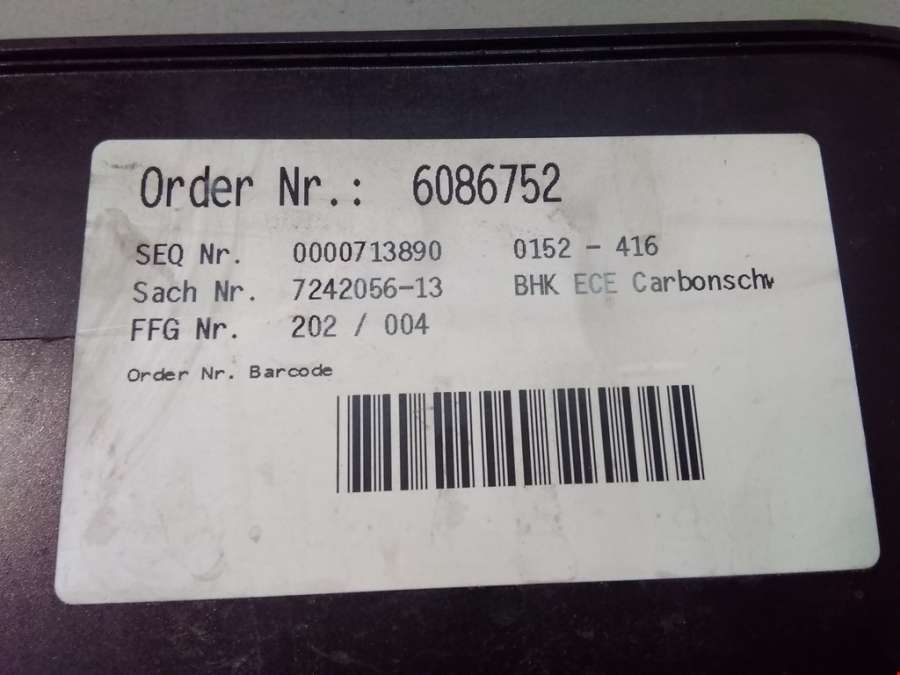 Order Nr.: 6086752
SEQ Nr. 0000713890 0152 - 416
Sach Nr. 7242056-13 BHK ECE Carbonschw
FFG Nr. 202 / 004
Order Nr. Barcode